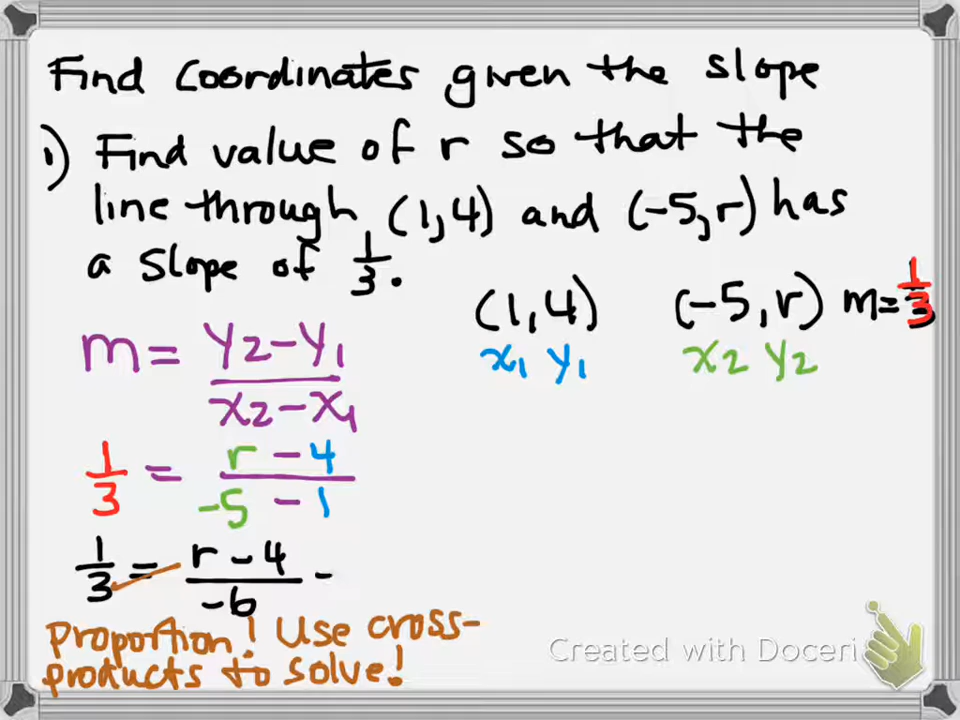 Find coordinates given the slope
1) Find value of r so that the
line through (1,4) and (-5,r) has
a slope of 1/3.
(1,4) (-5,r) m=1/3
x1 y1 x2 y2
m= y2-y1
x2-x1
1/3 = r-4
-5 - 1
1/3 = r-4 -
-6
Proportion! Use cross-
products to solve!
Created with Doceri